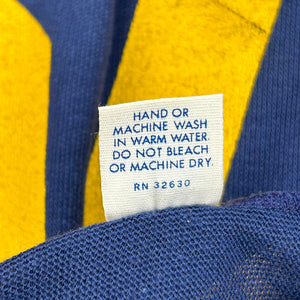 HAND OR
MACHINE WASH
IN WARM WATER.
DO NOT BLEACH
OR MACHINE DRY.
RN 32630